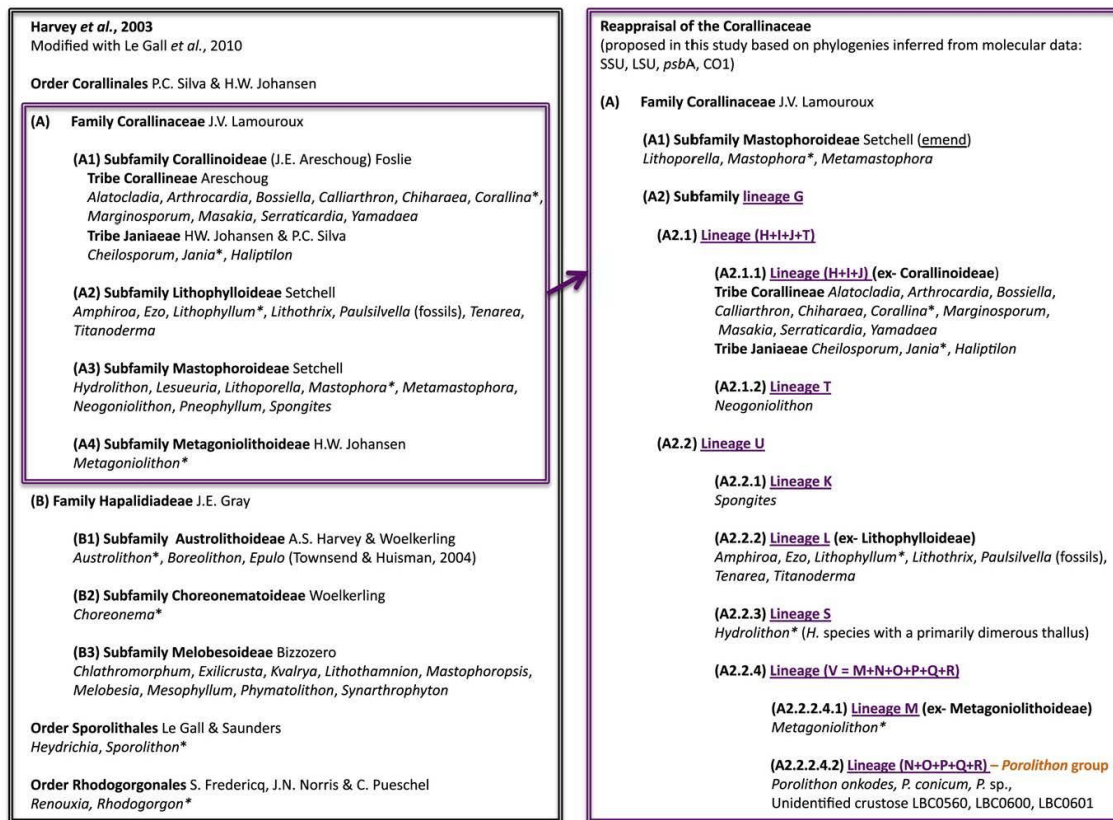 Harvey et al., 2003
Modified with Le Gall et al., 2010
Order Corallinales P.C. Silva & H.W. Johansen
(A) Family Corallinaceae J.V. Lamouroux
(A1) Subfamily Corallinoideae (J.E. Areschoug) Foslie
Tribe Corallineae Areschoug
Alatocladia, Arthrocardia, Bossiella, Calliarthron, Chiharaea, Corallina*,
Marginosporum, Masakia, Serraticardia, Yamadaea
Tribe Janiaeae HW. Johansen & P.C. Silva
Cheilosporum, Jania*, Haliptilon
(A2) Subfamily Lithophylloideae Setchell
Amphiroa, Ezo, Lithophyllum*, Lithothrix, Paulsilvella (fossils), Tenarea,
Titanoderma
(A3) Subfamily Mastophoroideae Setchell
Hydrolithon, Lesueuria, Lithoporella, Mastophora*, Metamastophora,
Neogoniolithon, Pneophyllum, Spongites
(A4) Subfamily Metagoniolithoideae H.W. Johansen
Metagoniolithon*
(B) Family Hapalidiadeae J.E. Gray
(B1) Subfamily Austrolithoideae A.S. Harvey & Woelkerling
Austrolithon*, Boreolithon, Epulo (Townsend & Huisman, 2004)
(B2) Subfamily Choreonematoideae Woelkerling
Choreonema*
(B3) Subfamily Melobesoideae Bizzozero
Chlathromorphum, Exilicrusta, Kvalrya, Lithothamnion, Mastophoropsis,
Melobesia, Mesophyllum, Phymatolithon, Synarthrophyton
Order Sporolithales Le Gall & Saunders
Heydrichia, Sporolithon*
Order Rhodogorgonales S. Fredericq, J.N. Norris & C. Pueschel
Renouxia, Rhodogorgon*
Reappraisal of the Corallinaceae
(proposed in this study based on phylogenies inferred from molecular data:
SSU, LSU, psbA, CO1)
(A) Family Corallinaceae J.V. Lamouroux
(A1) Subfamily Mastophoroideae Setchell (emend)
Lithoporella, Mastophora*, Metamastophora
(A2) Subfamily lineage G
(A2.1) Lineage (H+I+J+T)
(A2.1.1) Lineage (H+I+J) (ex- Corallinoideae)
Tribe Corallineae Alatocladia, Arthrocardia, Bossiella,
Calliarthron, Chiharaea, Corallina*, Marginosporum,
Masakia, Serraticardia, Yamadaea
Tribe Janiaeae Cheilosporum, Jania*, Haliptilon
(A2.1.2) Lineage T
Neogoniolithon
(A2.2) Lineage U
(A2.2.1) Lineage K
Spongites
(A2.2.2) Lineage L (ex- Lithophylloideae)
Amphiroa, Ezo, Lithophyllum*, Lithothrix, Paulsilvella (fossils),
Tenarea, Titanoderma
(A2.2.3) Lineage S
Hydrolithon* (H. species with a primarily dimerous thallus)
(A2.2.4) Lineage (V = M+N+O+P+Q+R)
(A2.2.2.4.1) Lineage M (ex- Metagoniolithoideae)
Metagoniolithon*
(A2.2.2.4.2) Lineage (N+O+P+Q+R) – Porolithon group
Porolithon onkodes, P. conicum, P. sp.,
Unidentified crustose LBC0560, LBC0600, LBC0601